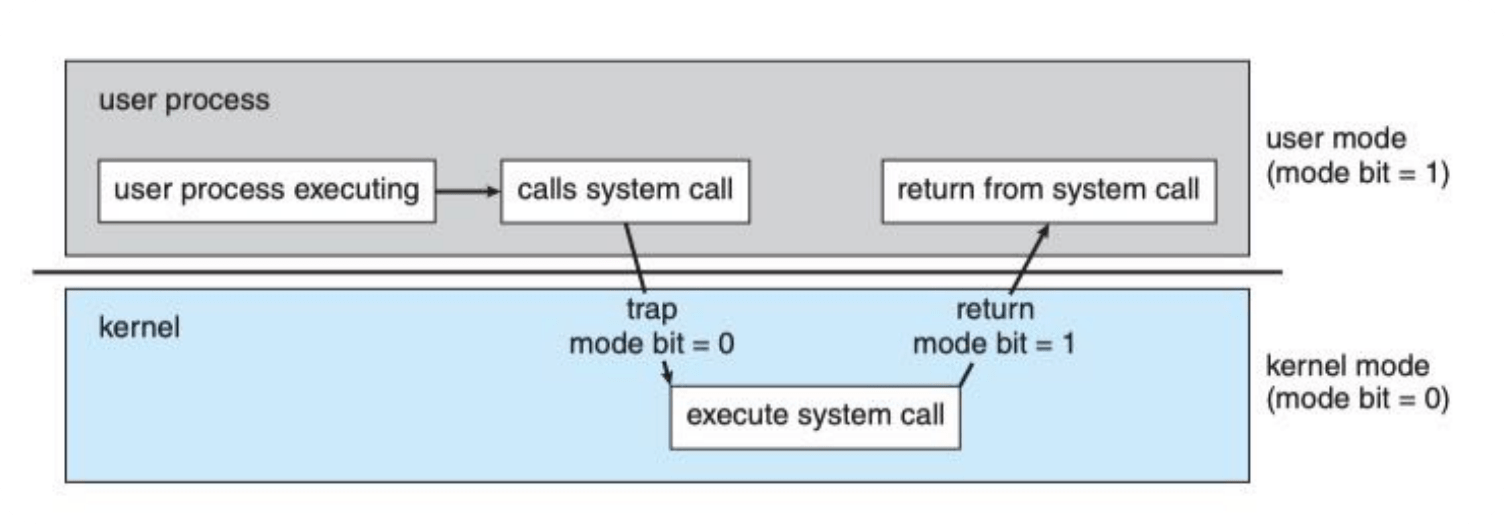 user process
user process executing
calls system call
return from system call
user mode
(mode bit = 1)
kernel
trap
mode bit = 0
return
mode bit = 1
execute system call
kernel mode
(mode bit = 0)